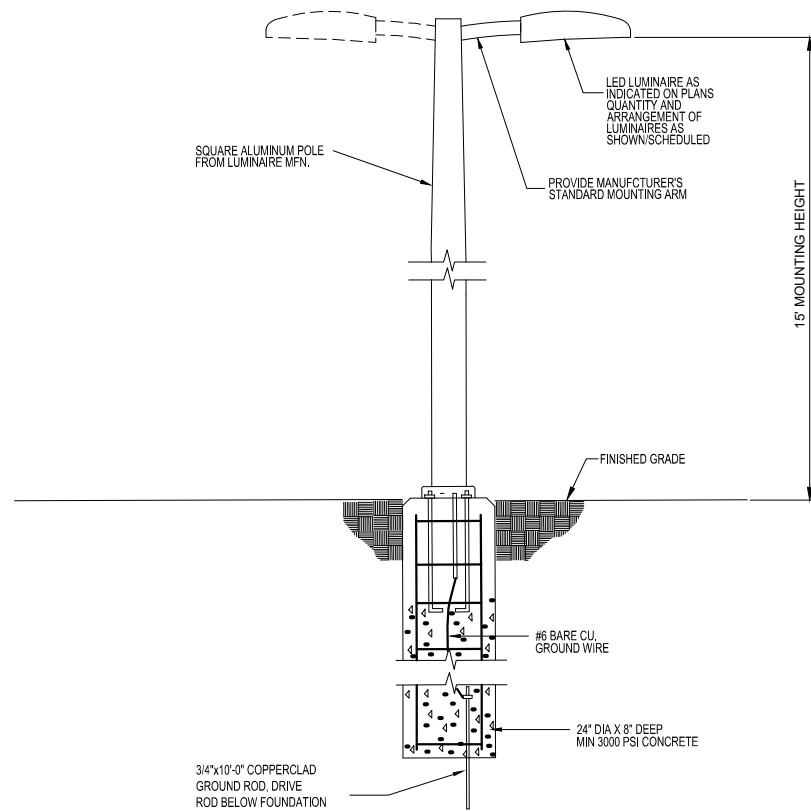 LED LUMINAIRE AS
INDICATED ON PLANS
QUANTITY AND
ARRANGEMENT OF
LUMINAIRES AS
SHOWN/SCHEDULED
SQUARE ALUMINUM POLE
FROM LUMINAIRE MFN.
PROVIDE MANUFCTURER'S
STANDARD MOUNTING ARM
15' MOUNTING HEIGHT
FINISHED GRADE
#6 BARE CU.
GROUND WIRE
24" DIA X 8" DEEP
MIN 3000 PSI CONCRETE
3/4"x10'-0" COPPERCLAD
GROUND ROD, DRIVE
ROD BELOW FOUNDATION